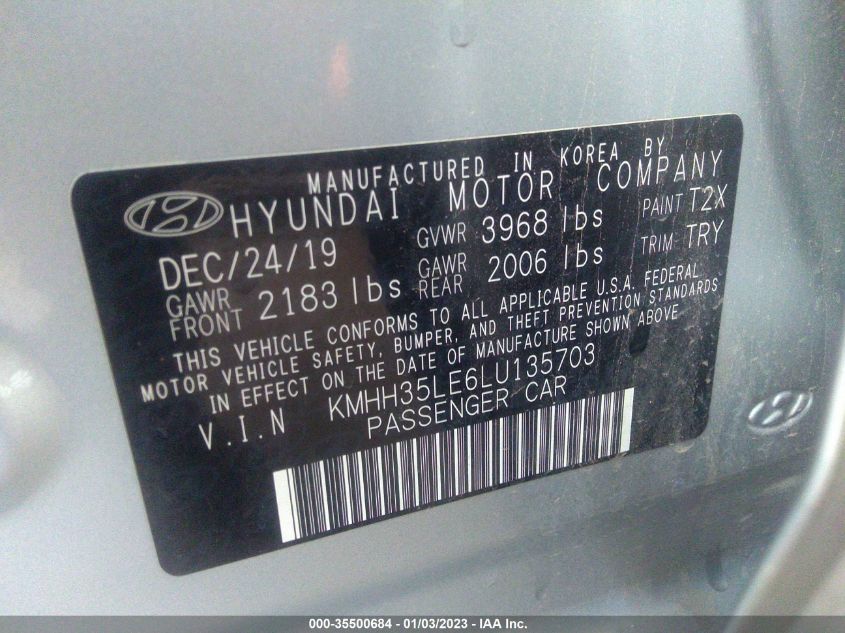 MANUFACTURED IN KOREA BY
HYUNDAI MOTOR COMPANY
DEC/24/19 GVWR 3968 lbs PAINT T2X
GAWR FRONT 2183 lbs GAWR REAR 2006 lbs TRIM TRY
THIS VEHICLE CONFORMS TO ALL APPLICABLE U.S.A. FEDERAL
MOTOR VEHICLE SAFETY, BUMPER, AND THEFT PREVENTION STANDARDS
IN EFFECT ON THE DATE OF MANUFACTURE SHOWN ABOVE
V.I.N KMHH35LE6LU135703
PASSENGER CAR
000-35500684 - 01/03/2023 - IAA Inc.